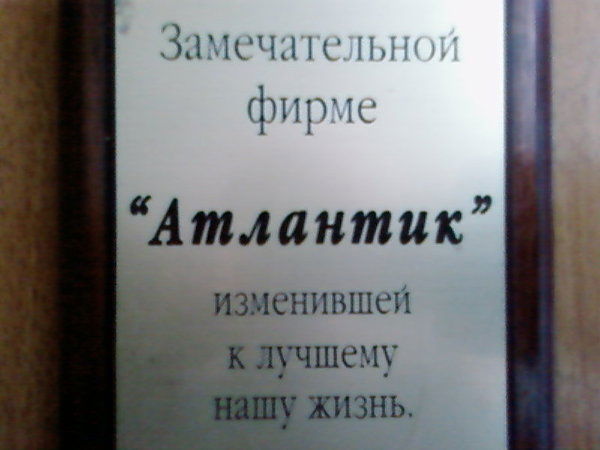 Замечательной
фирме
“Атлантик”
изменившей
к лучшему
нашу жизнь.